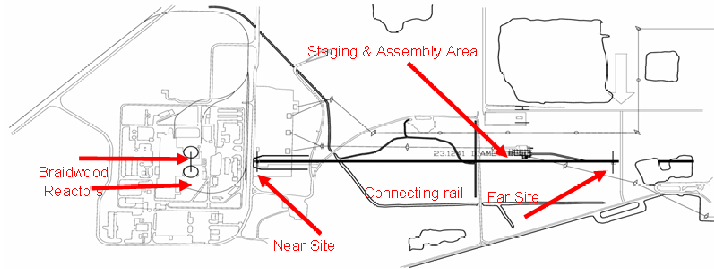 Staging & Assembly Area
Braidwood
Reactors
Connecting rail
Far Site
Near Site